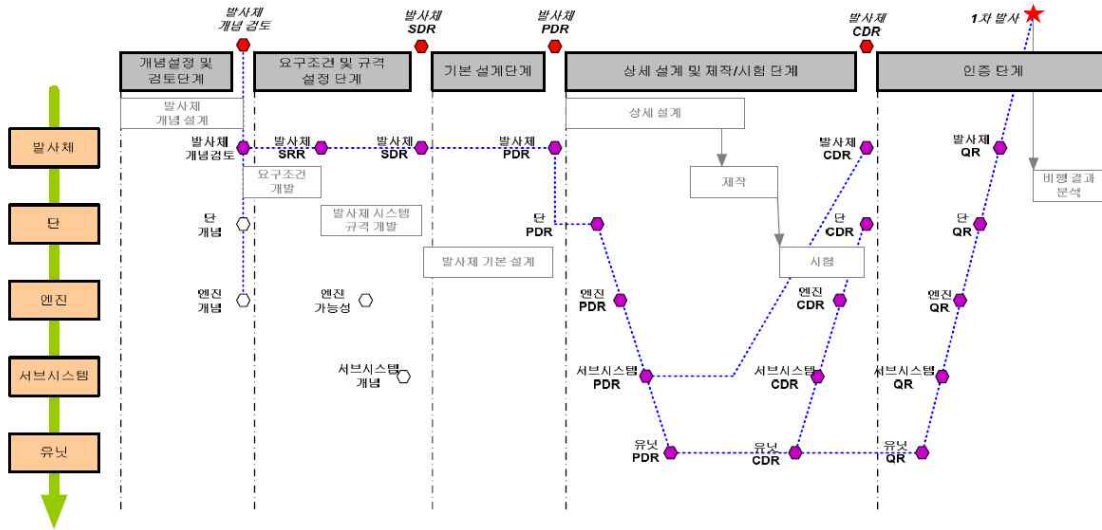 발사체
개념 검토
발사체
SDR
발사체
PDR
발사체
CDR
1차 발사
개념설정 및
검토단계
요구조건 및 규격
설정 단계
기본 설계단계
상세 설계 및 제작/시험 단계
인증 단계
발사체
개념 설계
상세 설계
발사체
발사체
개념검토
발사체
SRR
발사체
SDR
발사체
PDR
발사체
CDR
발사체
QR
요구조건
개발
제작
비행 결과
분석
단
단
개념
발사체 시스템
규격 개발
단
PDR
단
CDR
단
QR
발사체 기본 설계
시험
엔진
엔진
개념
엔진
가능성
엔진
PDR
엔진
CDR
엔진
QR
서브시스템
서브시스템
개념
서브시스템
PDR
서브시스템
CDR
서브시스템
QR
유닛
유닛
PDR
유닛
CDR
유닛
QR